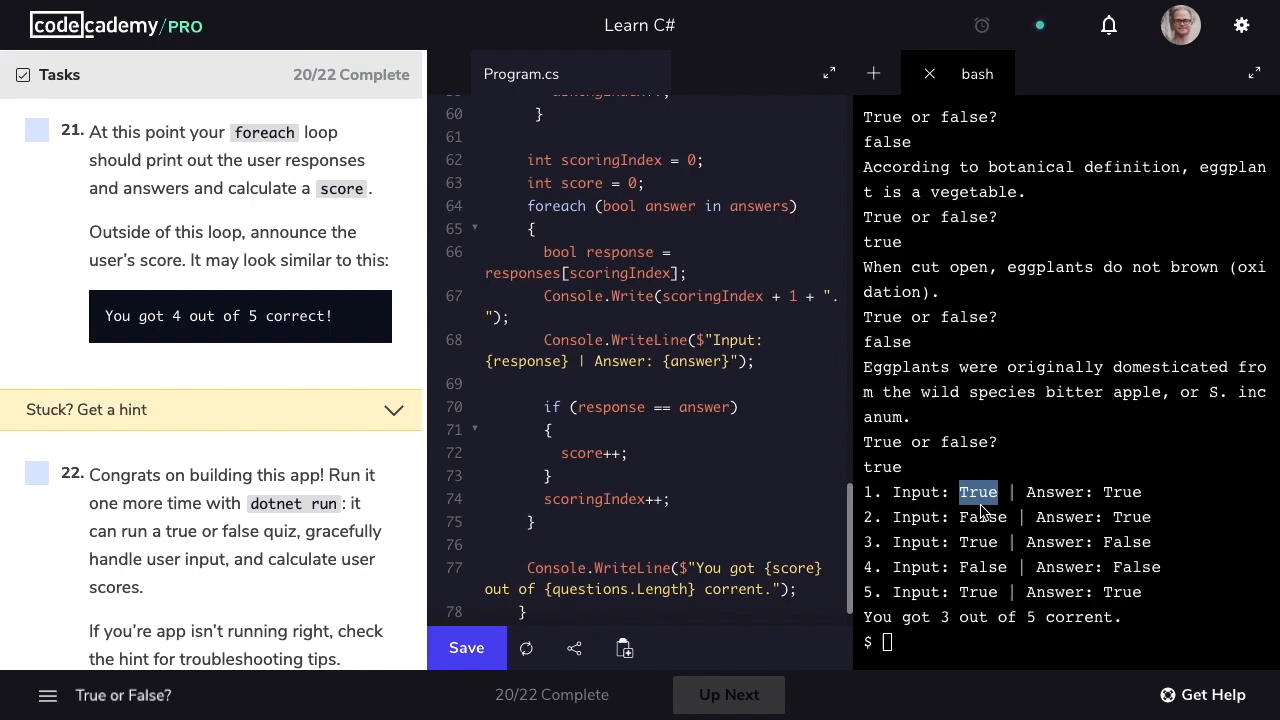 codecademy/PRO
Learn C#
Tasks
20/22 Complete
21. At this point your foreach loop
should print out the user responses
and answers and calculate a score.
Outside of this loop, announce the
user's score. It may look similar to this:
You got 4 out of 5 correct!
Stuck? Get a hint
22. Congrats on building this app! Run it
one more time with dotnet run: it
can run a true or false quiz, gracefully
handle user input, and calculate user
scores.
If you're app isn't running right, check
the hint for troubleshooting tips.
Program.cs
60 }
61
62 int scoringIndex = 0;
63 int score = 0;
64 foreach (bool answer in answers)
65 {
66 bool response =
responses[scoringIndex];
67 Console.Write(scoringIndex + 1 + ".
");
68 Console.WriteLine($"Input:
{response} | Answer: {answer}");
69
70 if (response == answer)
71 {
72 score++;
73 }
74 scoringIndex++;
75 }
76
77 Console.WriteLine($"You got {score}
out of {questions.Length} corrent.");
78 }
Save
bash
True or false?
false
According to botanical definition, eggplan
t is a vegetable.
True or false?
true
When cut open, eggplants do not brown (oxi
dation).
True or false?
false
Eggplants were originally domesticated fro
m the wild species bitter apple, or S. inc
anum.
True or false?
true
1. Input: True | Answer: True
2. Input: False | Answer: True
3. Input: True | Answer: False
4. Input: False | Answer: False
5. Input: True | Answer: True
You got 3 out of 5 corrent.
$
True or False?
20/22 Complete
Up Next
Get Help